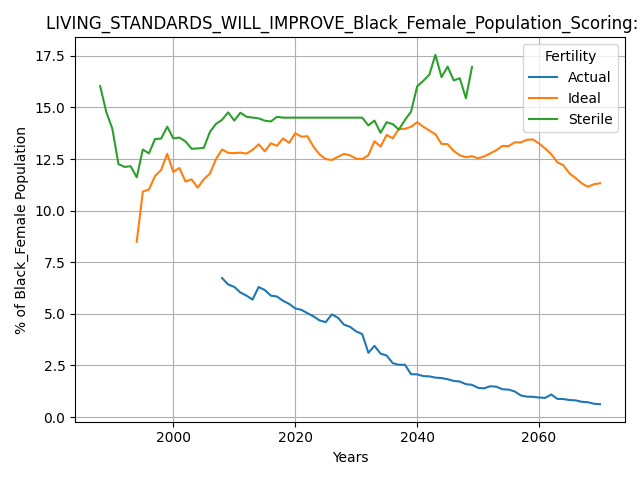 LIVING_STANDARDS_WILL_IMPROVE_Black_Female_Population_Scoring:
% of Black_Female Population
17.5
15.0
12.5
10.0
7.5
5.0
2.5
0.0
Fertility
Actual
Ideal
Sterile
2000
2020
2040
2060
Years